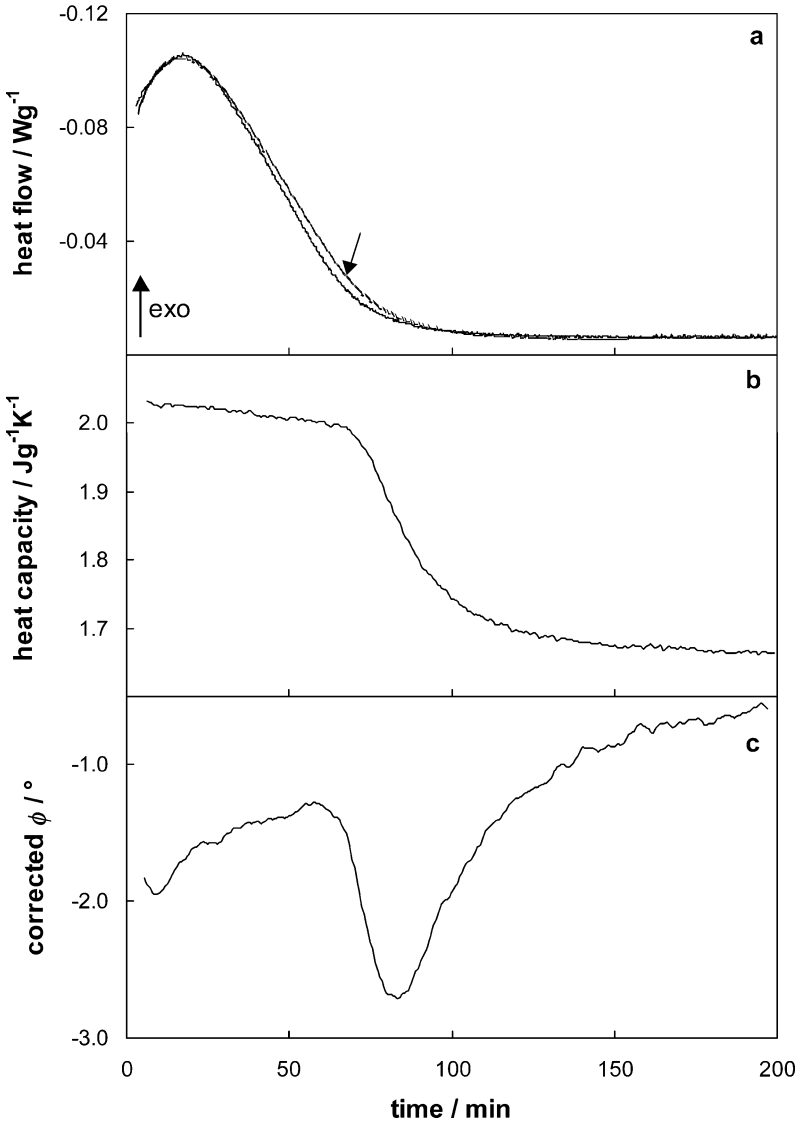 -0.12
a
-0.08
-0.04
heat flow / Wg⁻¹
exo
b
2.0
1.9
1.8
1.7
heat capacity / Jg⁻¹K⁻¹
c
-1.0
-2.0
-3.0
corrected ϕ / °
0 50 100 150 200
time / min